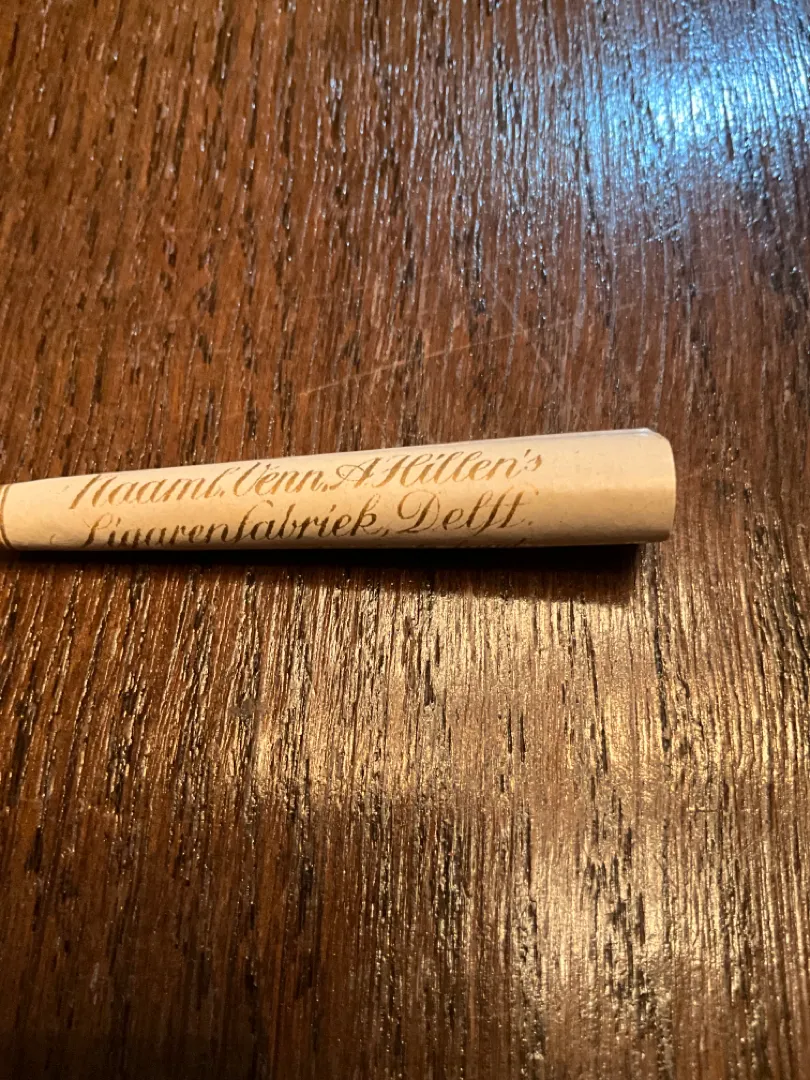 Naaml. Venn. A. Hillen's
Sigarenfabriek, Delft.